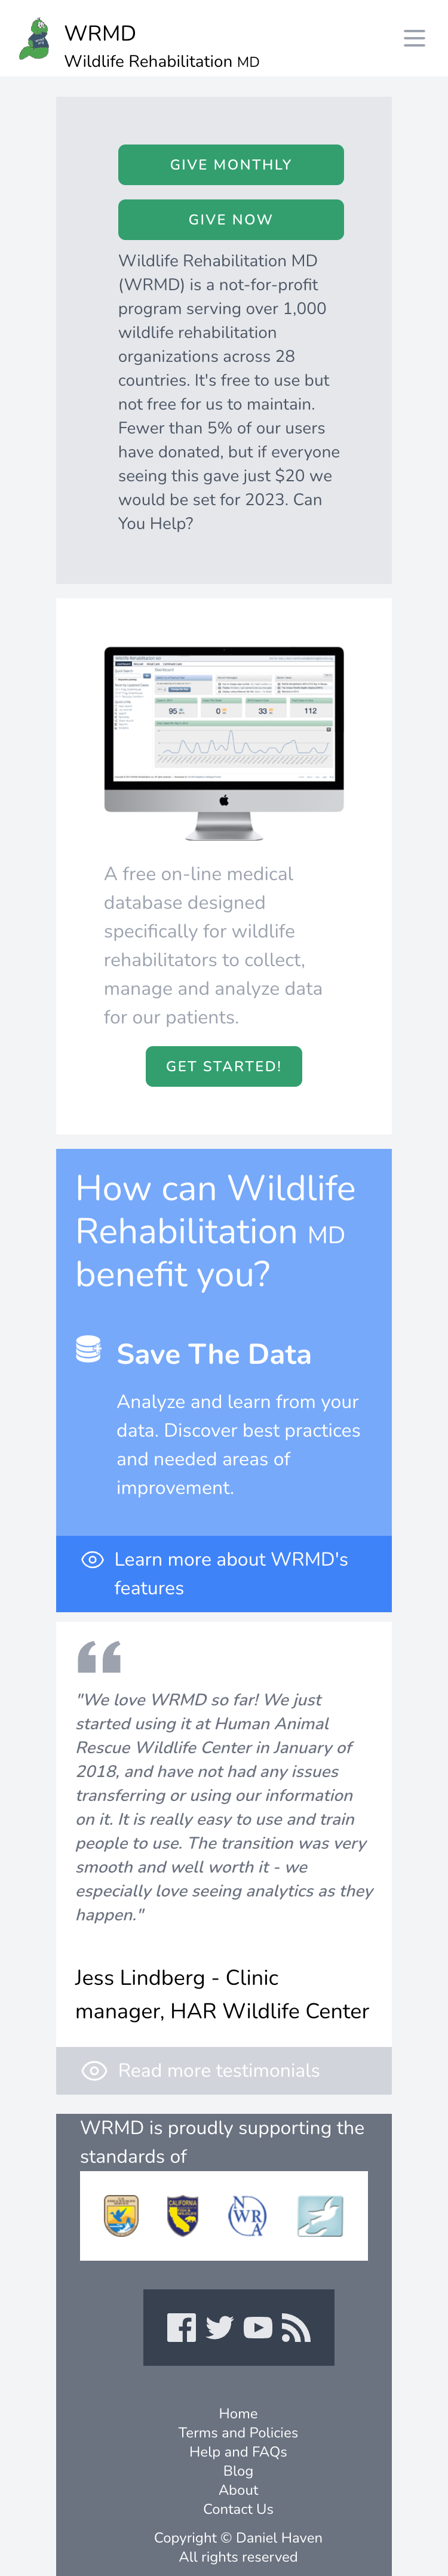 WRMD
Wildlife Rehabilitation MD
GIVE MONTHLY
GIVE NOW
Wildlife Rehabilitation MD
(WRMD) is a not-for-profit
program serving over 1,000
wildlife rehabilitation
organizations across 28
countries. It's free to use but
not free for us to maintain.
Fewer than 5% of our users
have donated, but if everyone
seeing this gave just $20 we
would be set for 2023. Can
You Help?
95
0
33
112
A free on-line medical
database designed
specifically for wildlife
rehabilitators to collect,
manage and analyze data
for our patients.
GET STARTED!
How can Wildlife
Rehabilitation MD
benefit you?
Save The Data
Analyze and learn from your
data. Discover best practices
and needed areas of
improvement.
Learn more about WRMD's
features
"We love WRMD so far! We just
started using it at Human Animal
Rescue Wildlife Center in January of
2018, and have not had any issues
transferring or using our information
on it. It is really easy to use and train
people to use. The transition was very
smooth and well worth it - we
especially love seeing analytics as they
happen."
Jess Lindberg - Clinic
manager, HAR Wildlife Center
Read more testimonials
WRMD is proudly supporting the
standards of
CALIFORNIA
NWRA
Home
Terms and Policies
Help and FAQs
Blog
About
Contact Us
Copyright © Daniel Haven
All rights reserved